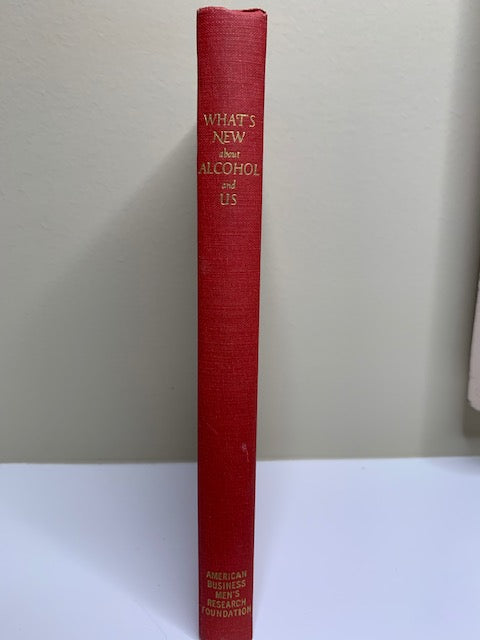 WHAT'S
NEW
about
ALCOHOL
and
US
AMERICAN
BUSINESS
MEN'S
RESEARCH
FOUNDATION